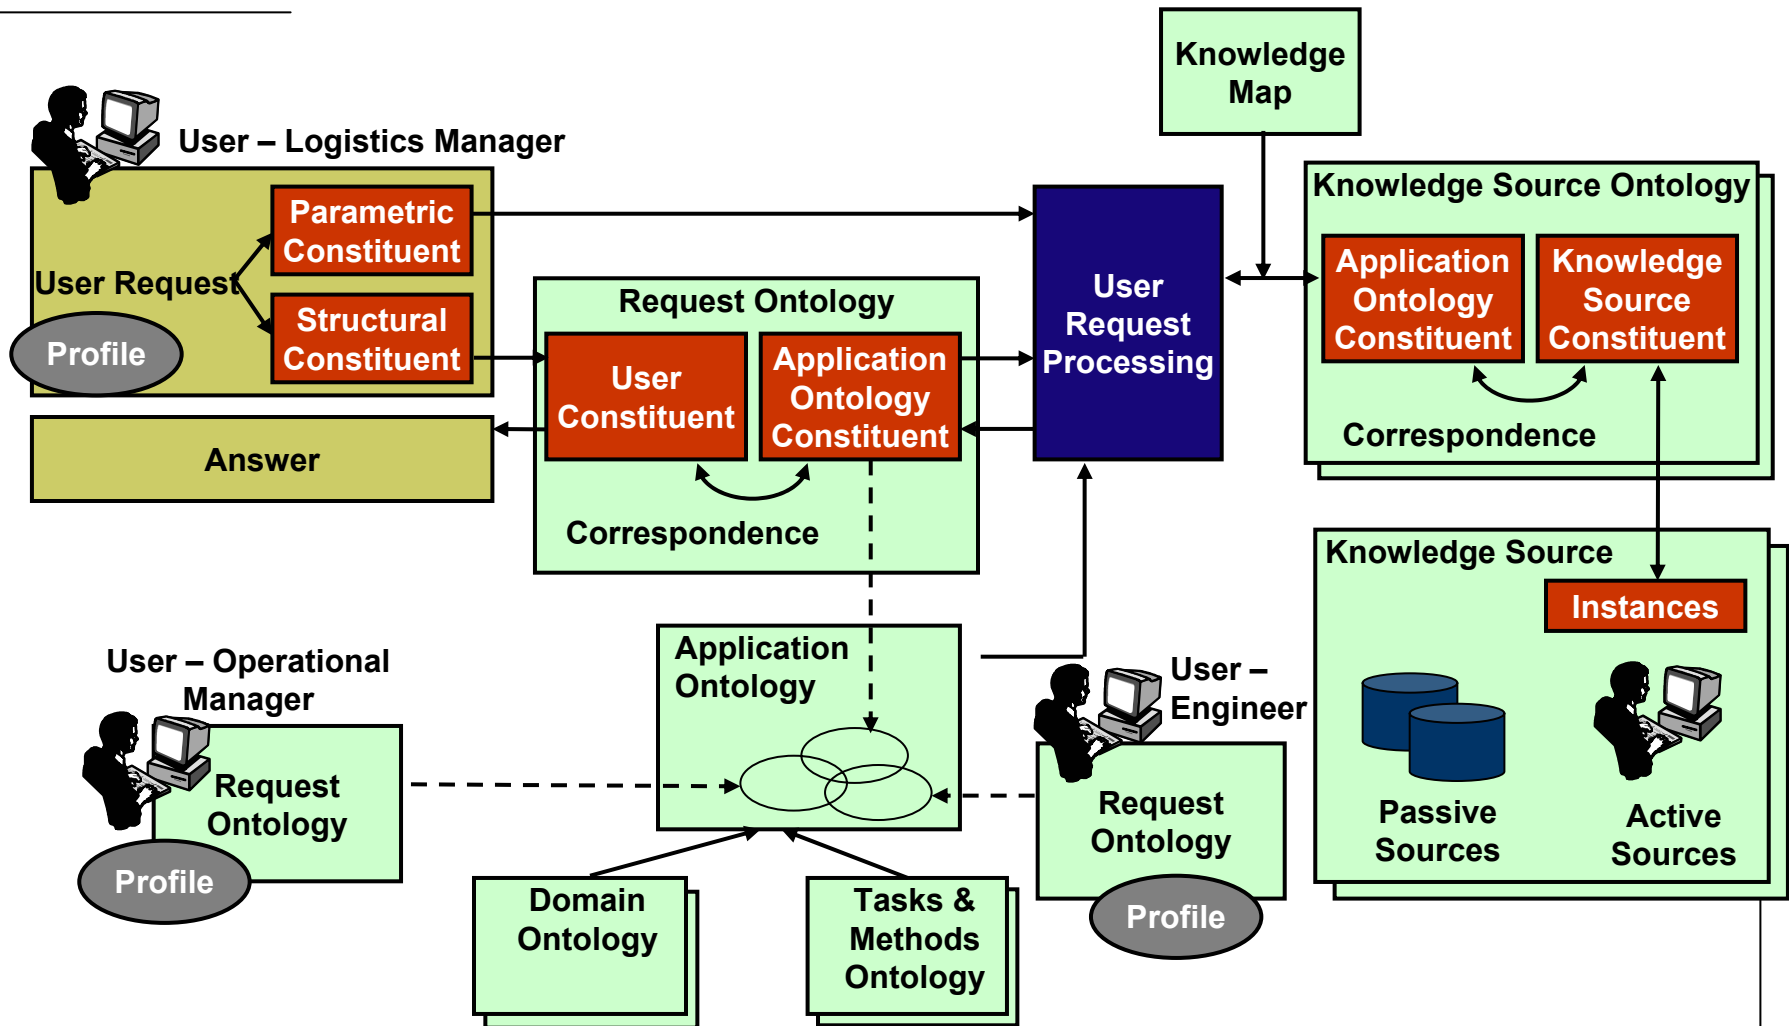 Knowledge
Map
User – Logistics Manager
Parametric
Constituent
User Request
Structural
Constituent
Profile
Answer
Request Ontology
User
Constituent
Application
Ontology
Constituent
Correspondence
User
Request
Processing
Knowledge Source Ontology
Application
Ontology
Constituent
Knowledge
Source
Constituent
Correspondence
Knowledge Source
Instances
Passive
Sources
Active
Sources
User – Operational
Manager
Request
Ontology
Profile
Application
Ontology
User –
Engineer
Request
Ontology
Profile
Domain
Ontology
Tasks &
Methods
Ontology